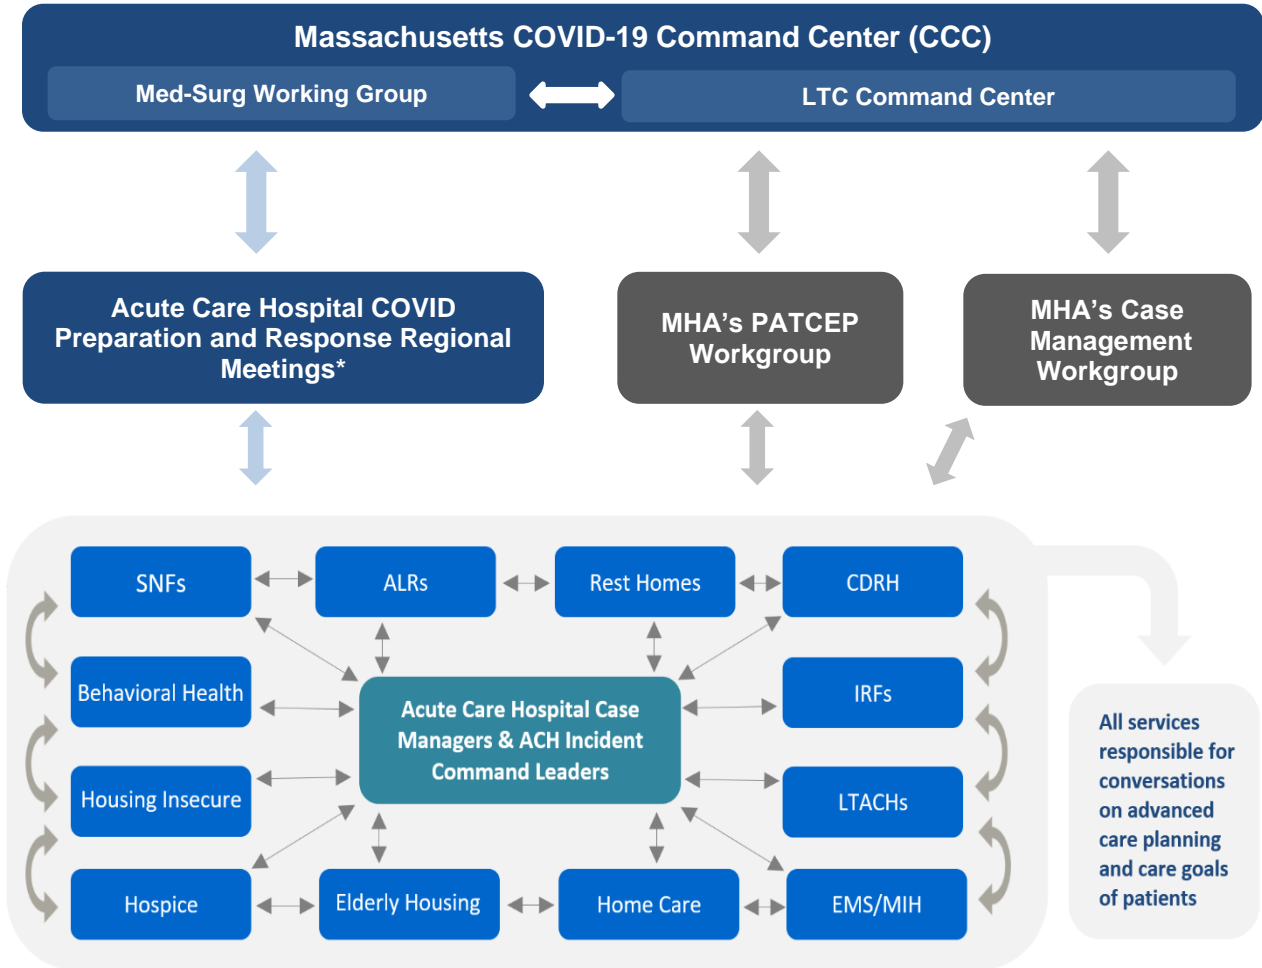 Massachusetts COVID-19 Command Center (CCC)
Med-Surg Working Group
LTC Command Center
Acute Care Hospital COVID
Preparation and Response Regional
Meetings*
MHA’s PATCEP
Workgroup
MHA’s Case
Management
Workgroup
SNFs
ALRs
Rest Homes
CDRH
Behavioral Health
Acute Care Hospital Case
Managers & ACH Incident
Command Leaders
IRFs
Housing Insecure
LTACHs
Hospice
Elderly Housing
Home Care
EMS/MIH
All services
responsible for
conversations
on advanced
care planning
and care goals
of patients